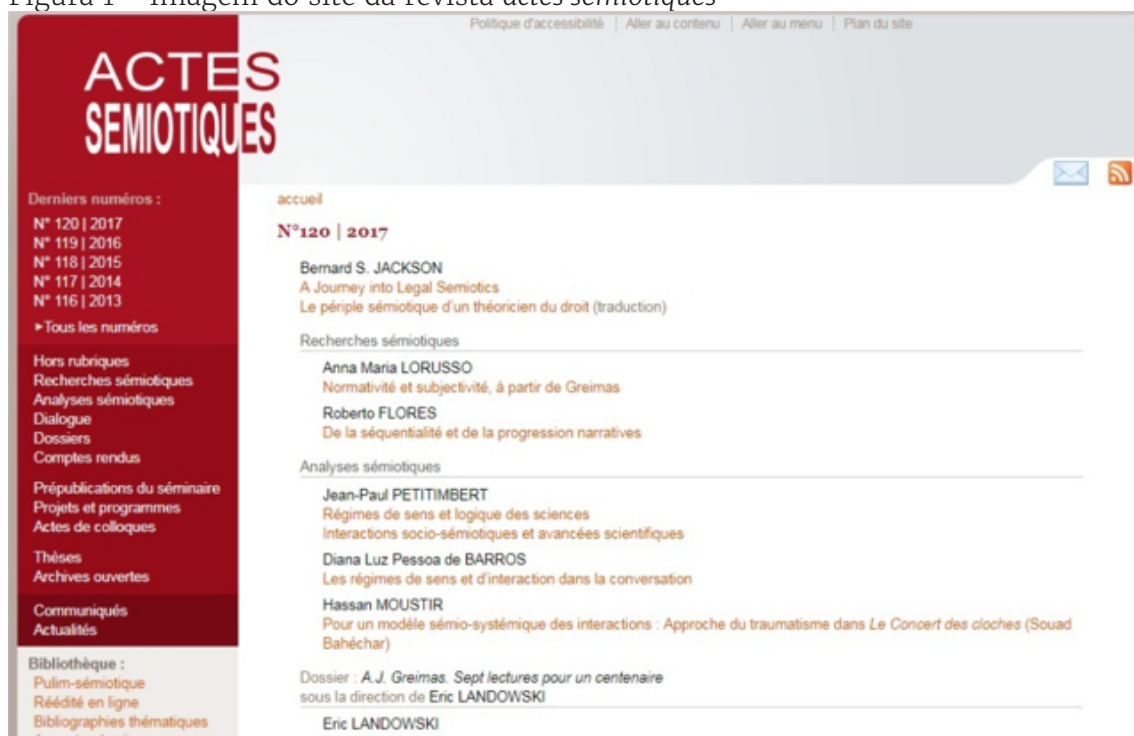 Figura 1 – Imagem do site da revista actes sémiotiques
Politique d'accessibilité | Aller au contenu | Aller au menu | Plan du site
ACTES
SEMIOTIQUES
Derniers numéros :
N° 120 | 2017
N° 119 | 2016
N° 118 | 2015
N° 117 | 2014
N° 116 | 2013
►Tous les numéros
Hors rubriques
Recherches sémiotiques
Analyses sémiotiques
Dialogue
Dossiers
Comptes rendus
Prépublications du séminaire
Projets et programmes
Actes de colloques
Thèses
Archives ouvertes
Communiqués
Actualités
Bibliothèque :
Pulim-sémiotique
Réédité en ligne
Bibliographies thématiques
accueil
N°120 | 2017
Bernard S. JACKSON
A Journey into Legal Semiotics
Le périple sémiotique d'un théoricien du droit (traduction)
Recherches sémiotiques
Anna Maria LORUSSO
Normativité et subjectivité, à partir de Greimas
Roberto FLORES
De la séquentialité et de la progression narratives
Analyses sémiotiques
Jean-Paul PETITIMBERT
Régimes de sens et logique des sciences
Interactions socio-sémiotiques et avancées scientifiques
Diana Luz Pessoa de BARROS
Les régimes de sens et d'interaction dans la conversation
Hassan MOUSTIR
Pour un modèle sémio-systémique des interactions : Approche du traumatisme dans Le Concert des cloches (Souad
Bahéchar)
Dossier : A.J. Greimas. Sept lectures pour un centenaire
sous la direction de Eric LANDOWSKI
Eric LANDOWSKI